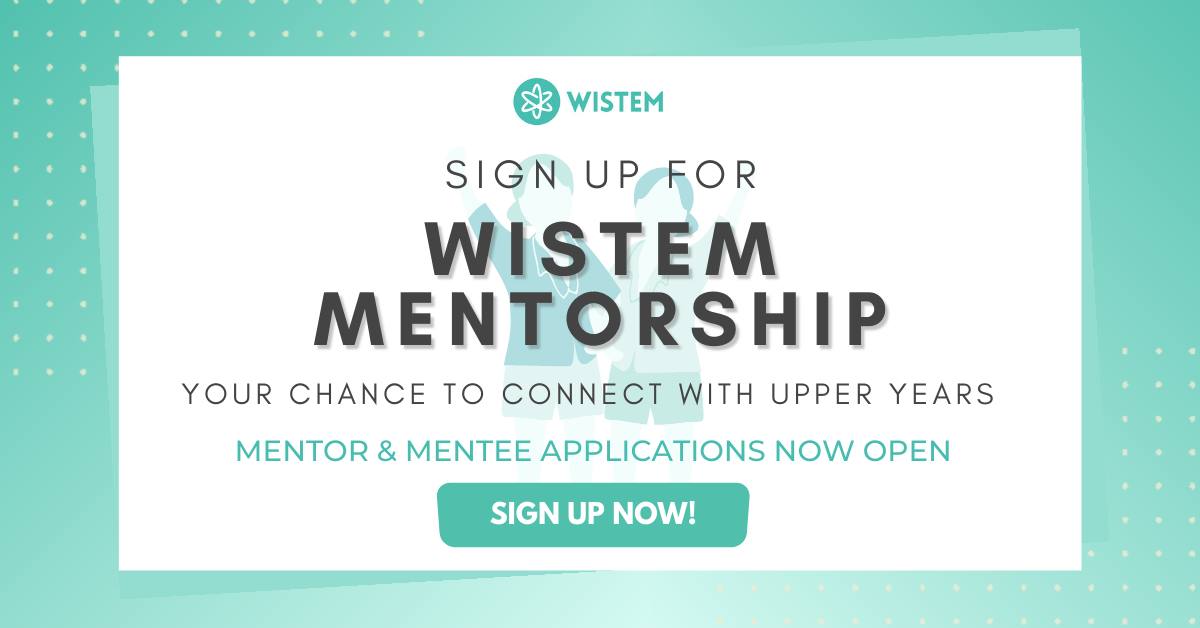 WISTEM
SIGN UP FOR
WISTEM
MENTORSHIP
YOUR CHANCE TO CONNECT WITH UPPER YEARS
MENTOR & MENTEE APPLICATIONS NOW OPEN
SIGN UP NOW!